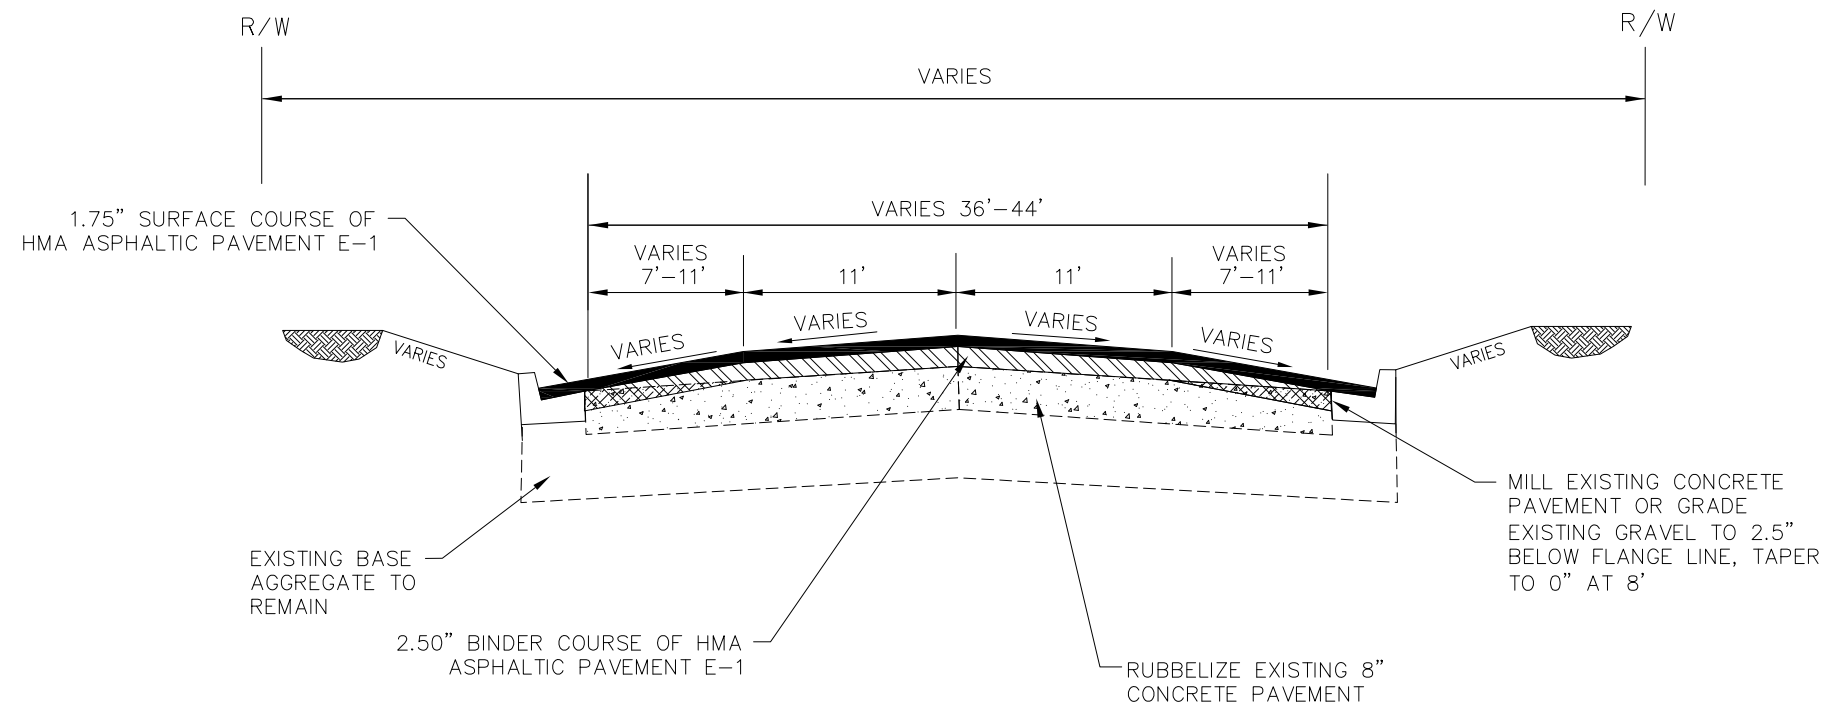 R/W
R/W
VARIES
1.75" SURFACE COURSE OF
HMA ASPHALTIC PAVEMENT E-1
VARIES 36'-44'
VARIES
7'-11'
11'
11'
VARIES
7'-11'
VARIES
VARIES
VARIES
VARIES
VARIES
VARIES
EXISTING BASE
AGGREGATE TO
REMAIN
2.50" BINDER COURSE OF HMA
ASPHALTIC PAVEMENT E-1
RUBBELIZE EXISTING 8"
CONCRETE PAVEMENT
MILL EXISTING CONCRETE
PAVEMENT OR GRADE
EXISTING GRAVEL TO 2.5"
BELOW FLANGE LINE, TAPER
TO 0" AT 8'